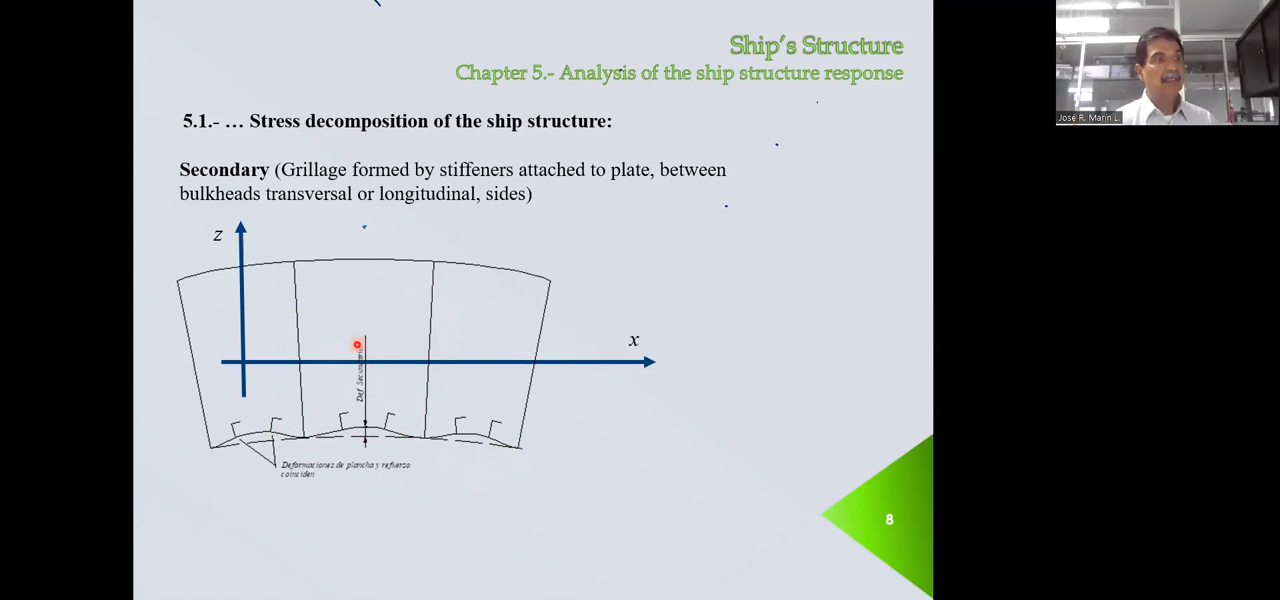 Ship's Structure
Chapter 5.- Analysis of the ship structure response
5.1.- … Stress decomposition of the ship structure:
Secondary (Grillage formed by stiffeners attached to plate, between
bulkheads transversal or longitudinal, sides)
z
x
Def Secundaria
Deformaciones de plancha y refuerzo
coinciden
8
José R. Marín L.